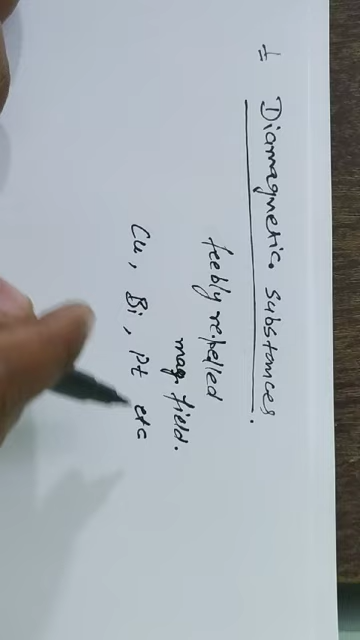 1 Diamagnetic substances.
feebly repelled
mag. field.
Cu, Bi, Pt etc